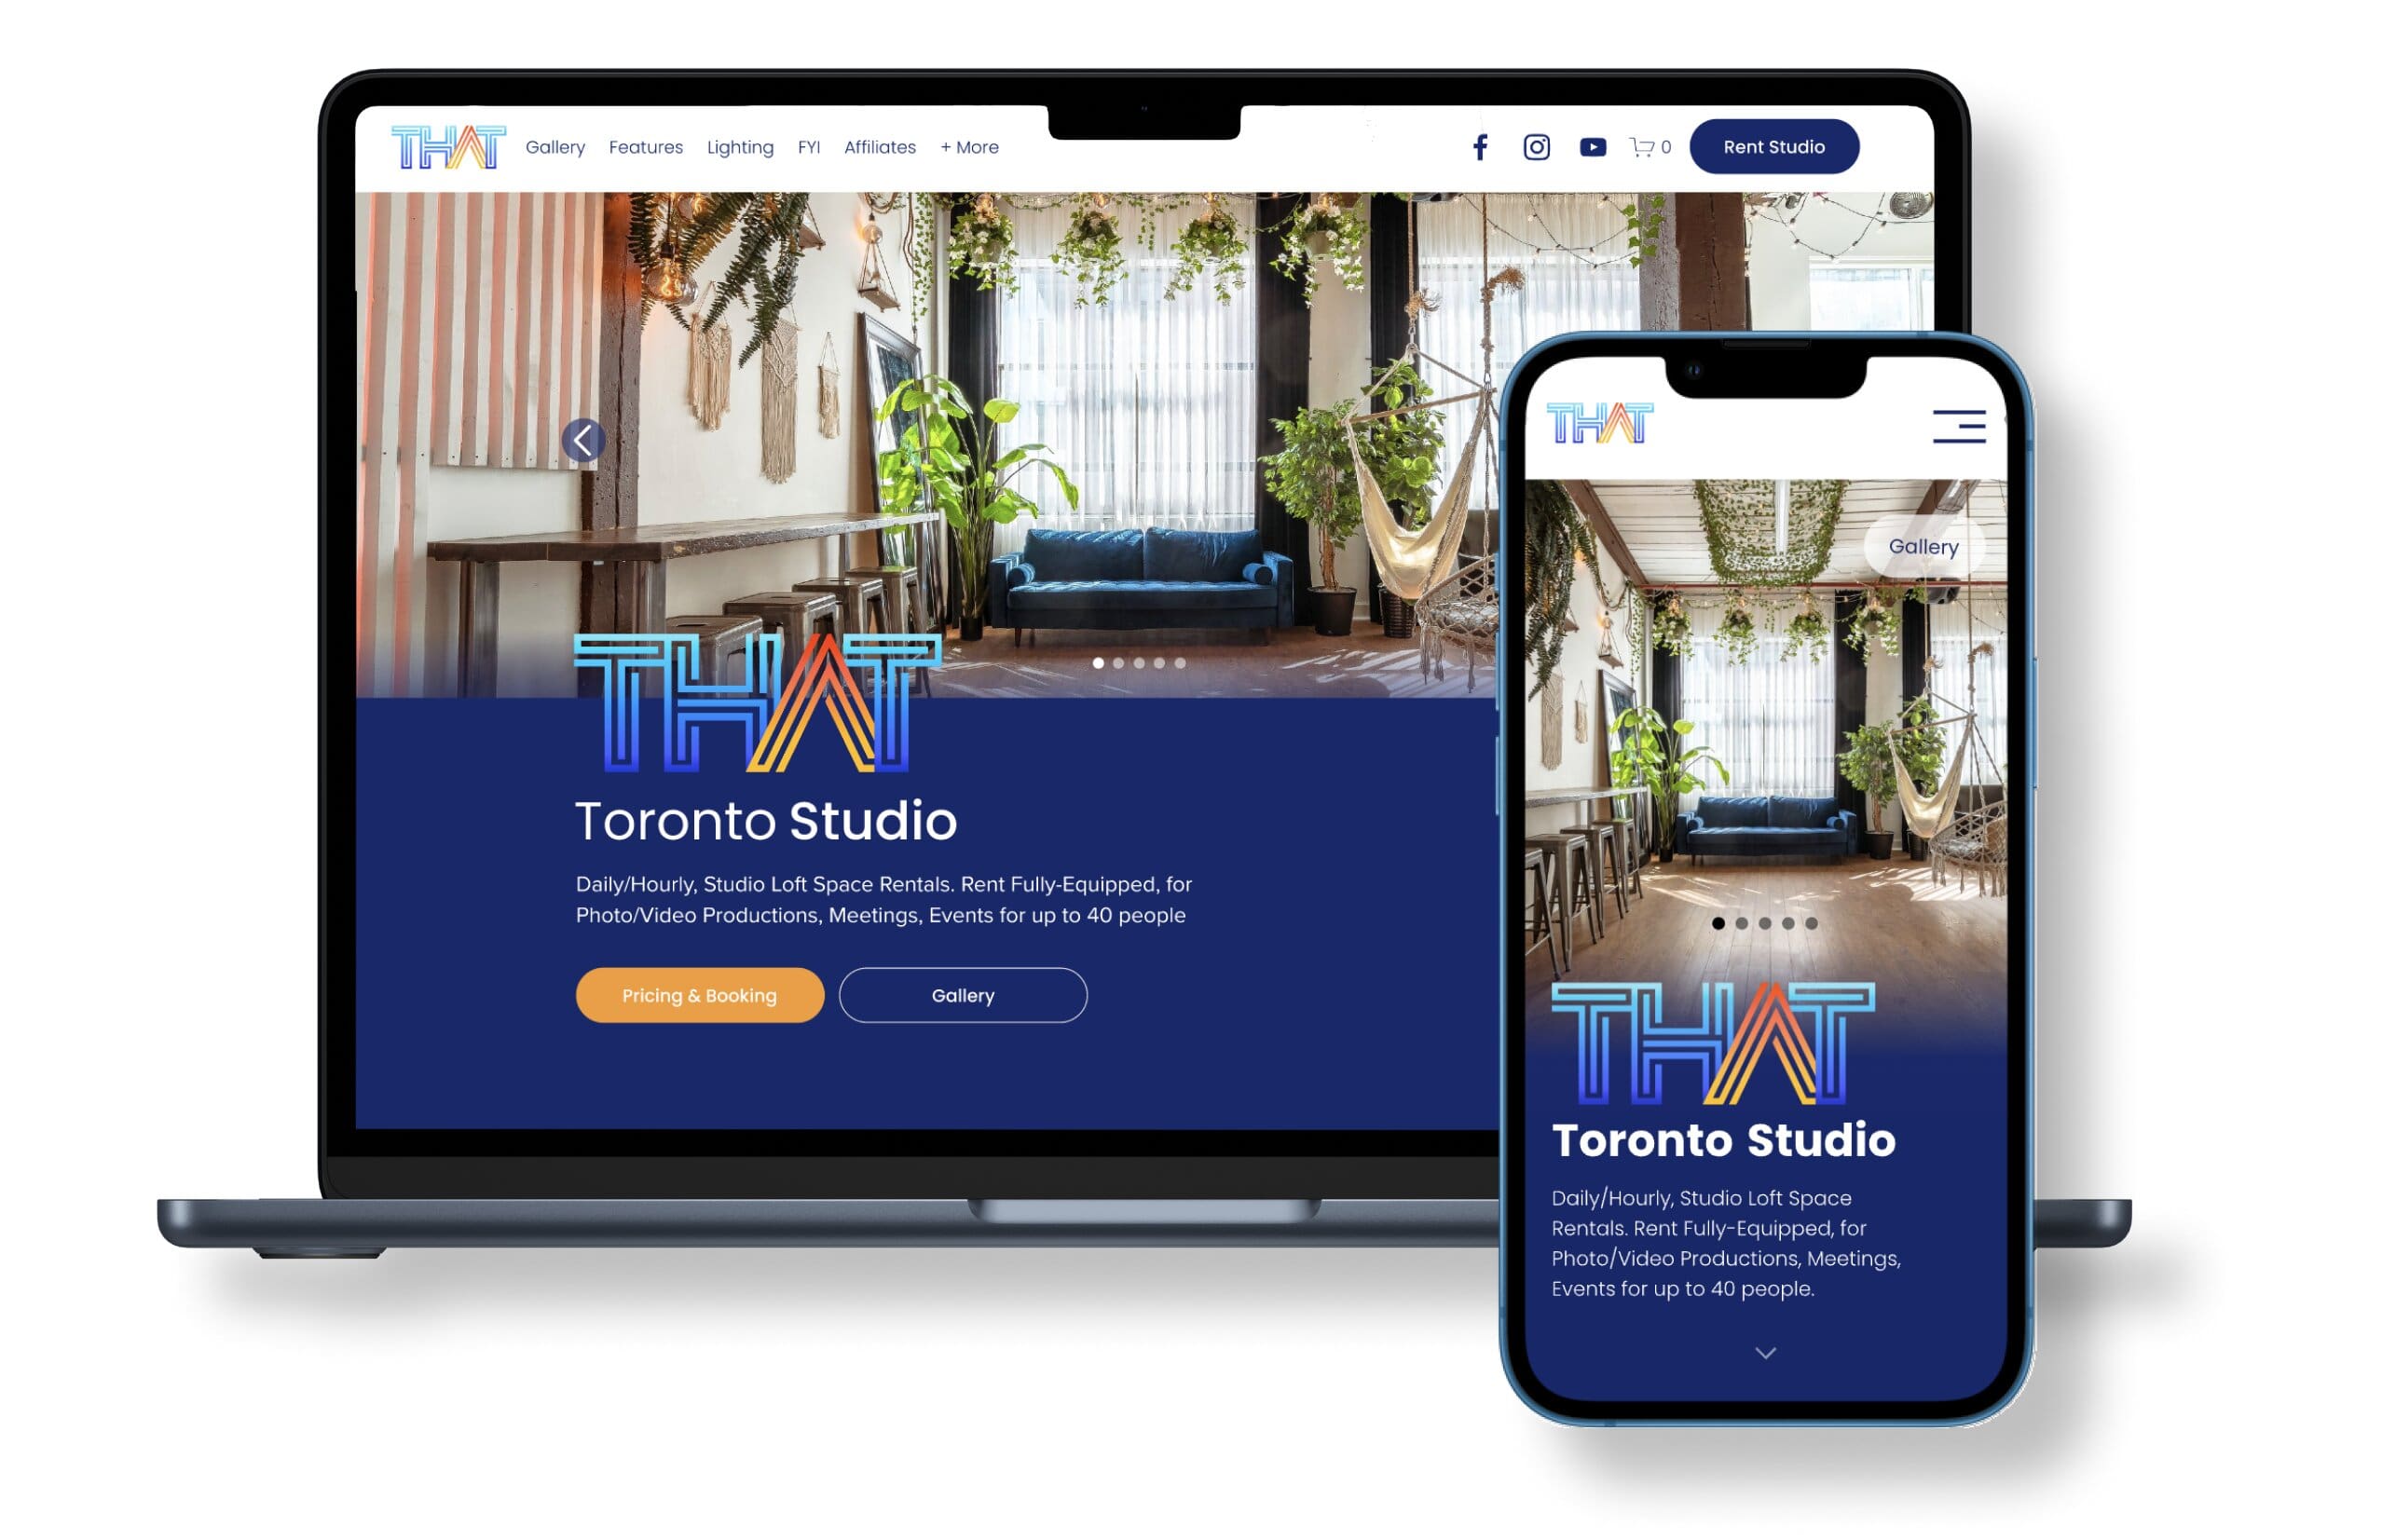 THAT Gallery Features Lighting FYI Affiliates + More 0 Rent Studio
THAT
Toronto Studio
Daily/Hourly, Studio Loft Space Rentals. Rent Fully-Equipped, for
Photo/Video Productions, Meetings, Events for up to 40 people
Pricing & Booking Gallery
THAT
Gallery
THAT
Toronto Studio
Daily/Hourly, Studio Loft Space
Rentals. Rent Fully-Equipped, for
Photo/Video Productions, Meetings,
Events for up to 40 people.